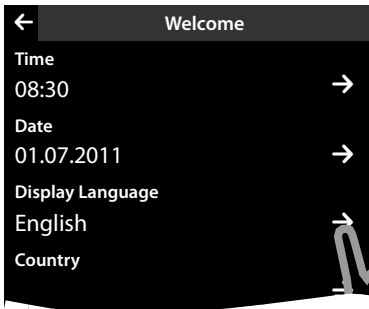 Welcome
Time
08:30
Date
01.07.2011
Display Language
English
Country